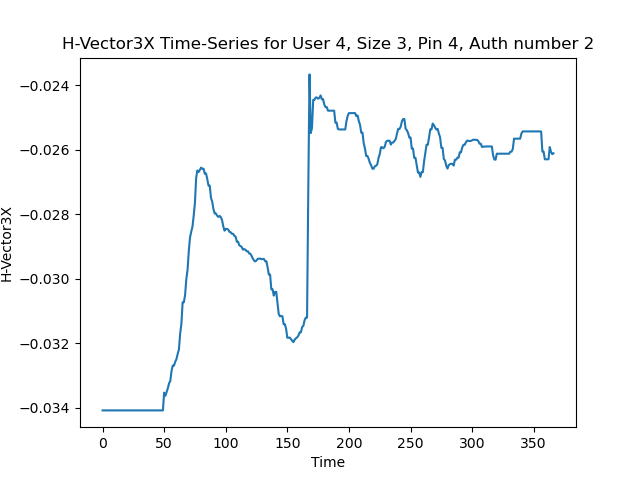 H-Vector3X Time-Series for User 4, Size 3, Pin 4, Auth number 2
H-Vector3X
−0.024
−0.026
−0.028
−0.030
−0.032
−0.034
0 50 100 150 200 250 300 350
Time